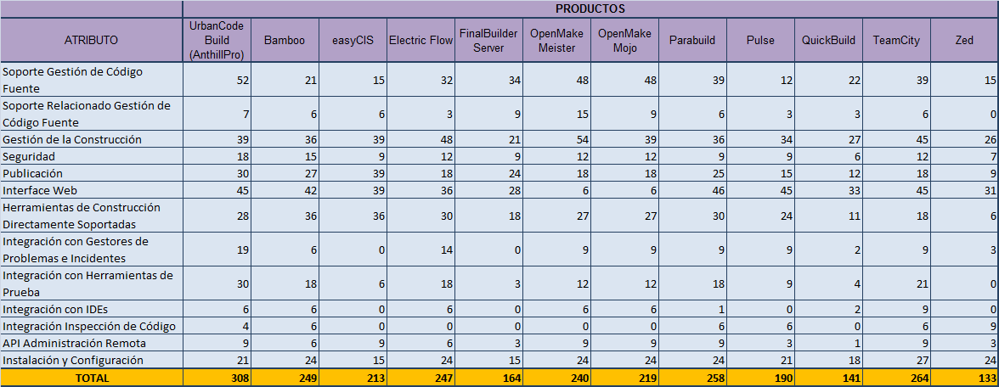 PRODUCTOS
ATRIBUTO UrbanCode Build (AnthillPro) Bamboo easyCIS Electric Flow FinalBuilder Server OpenMake Meister OpenMake Mojo Parabuild Pulse QuickBuild TeamCity Zed
Soporte Gestión de Código
Fuente 52 21 15 32 34 48 48 39 12 22 39 15
Soporte Relacionado Gestión de
Código Fuente 7 6 6 3 9 15 9 6 3 3 6 0
Gestión de la Construcción 39 36 39 48 21 54 39 36 34 27 45 26
Seguridad 18 15 9 12 9 12 12 9 9 6 12 7
Publicación 30 27 39 18 24 18 18 25 15 12 18 9
Interface Web 45 42 39 36 28 6 6 46 45 33 45 31
Herramientas de Construcción
Directamente Soportadas 28 36 36 30 18 27 27 30 24 11 18 6
Integración con Gestores de
Problemas e Incidentes 19 6 0 14 0 9 9 9 9 2 9 3
Integración con Herramientas de
Prueba 30 18 6 18 3 12 12 18 9 4 21 0
Integración con IDEs 6 6 0 6 0 6 6 1 0 2 9 0
Integración Inspección de Código 4 6 0 0 0 0 0 6 6 0 6 9
API Administración Remota 9 6 9 6 3 9 9 9 3 1 9 3
Instalación y Configuración 21 24 15 24 15 24 24 24 21 18 27 24
TOTAL 308 249 213 247 164 240 219 258 190 141 264 133